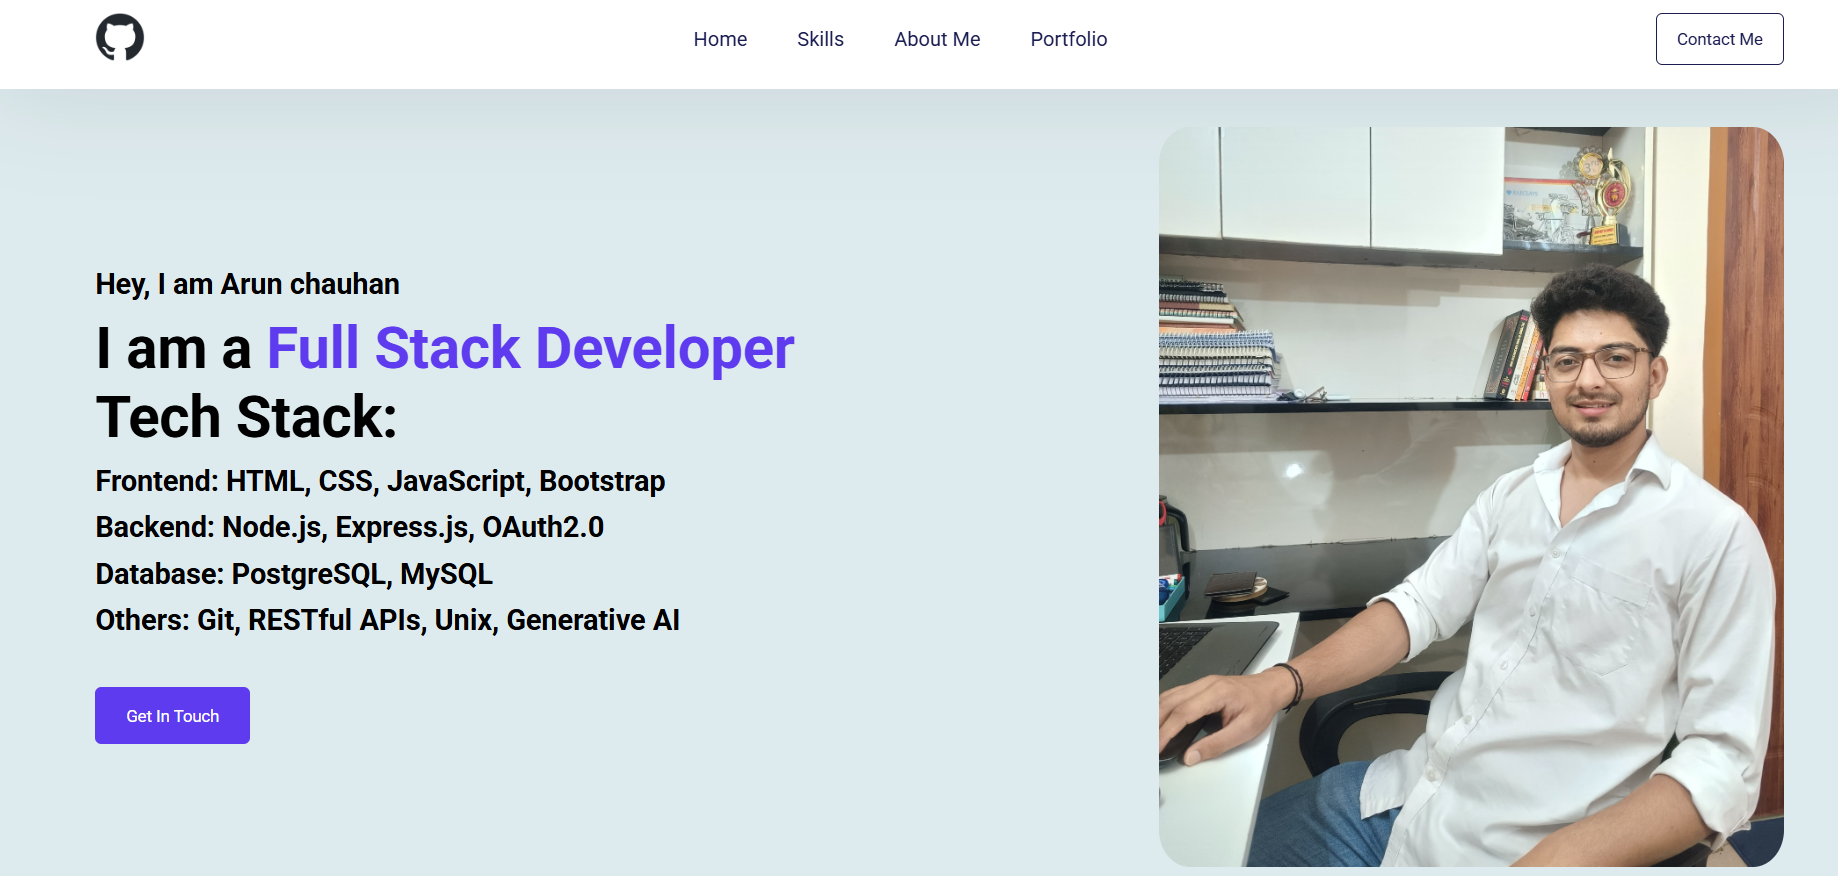 Home Skills About Me Portfolio Contact Me
Hey, I am Arun chauhan
I am a Full Stack Developer
Tech Stack:
Frontend: HTML, CSS, JavaScript, Bootstrap
Backend: Node.js, Express.js, OAuth2.0
Database: PostgreSQL, MySQL
Others: Git, RESTful APIs, Unix, Generative AI
Get In Touch